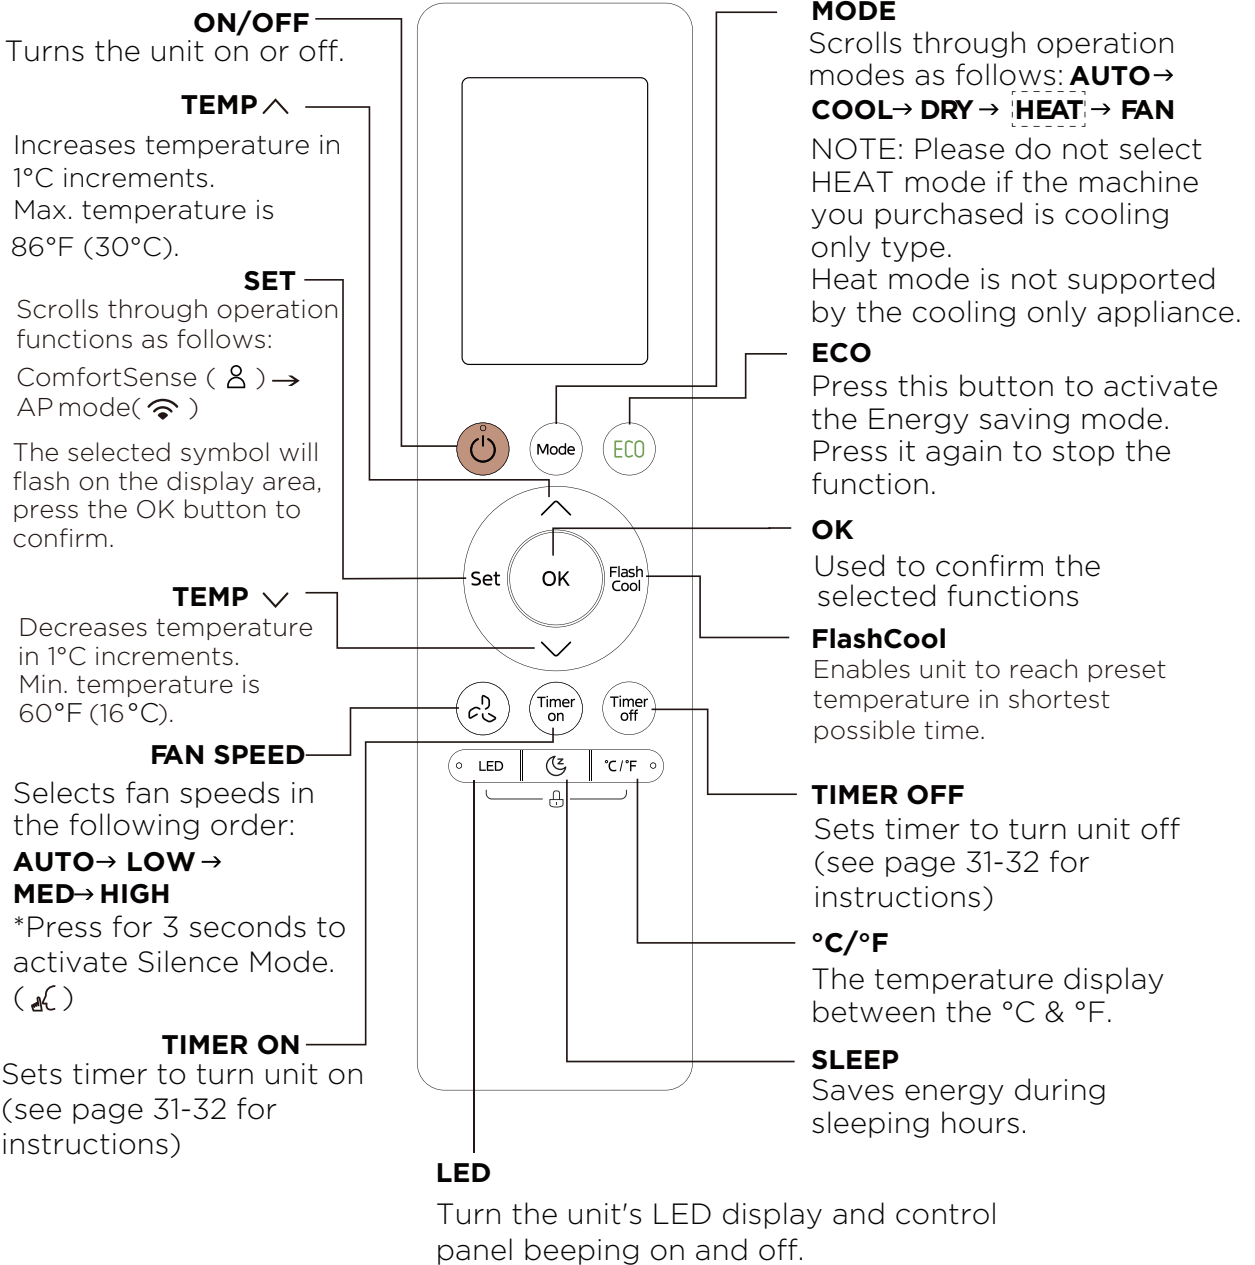 ON/OFF
Turns the unit on or off.
TEMP
Increases temperature in
1°C increments.
Max. temperature is
86°F (30°C).
SET
Scrolls through operation
functions as follows:
ComfortSense ( ) →
AP mode( )
The selected symbol will
flash on the display area,
press the OK button to
confirm.
TEMP
Decreases temperature
in 1°C increments.
Min. temperature is
60°F (16°C).
FAN SPEED
Selects fan speeds in
the following order:
AUTO→ LOW →
MED→ HIGH
*Press for 3 seconds to
activate Silence Mode.
( )
TIMER ON
Sets timer to turn unit on
(see page 31-32 for
instructions)
Mode
ECO
Set
OK
Flash
Cool
Timer
on
Timer
off
LED
°C/°F
MODE
Scrolls through operation
modes as follows: AUTO→
COOL→ DRY → HEAT → FAN
NOTE: Please do not select
HEAT mode if the machine
you purchased is cooling
only type.
Heat mode is not supported
by the cooling only appliance.
ECO
Press this button to activate
the Energy saving mode.
Press it again to stop the
function.
OK
Used to confirm the
selected functions
FlashCool
Enables unit to reach preset
temperature in shortest
possible time.
TIMER OFF
Sets timer to turn unit off
(see page 31-32 for
instructions)
°C/°F
The temperature display
between the °C & °F.
SLEEP
Saves energy during
sleeping hours.
LED
Turn the unit's LED display and control
panel beeping on and off.